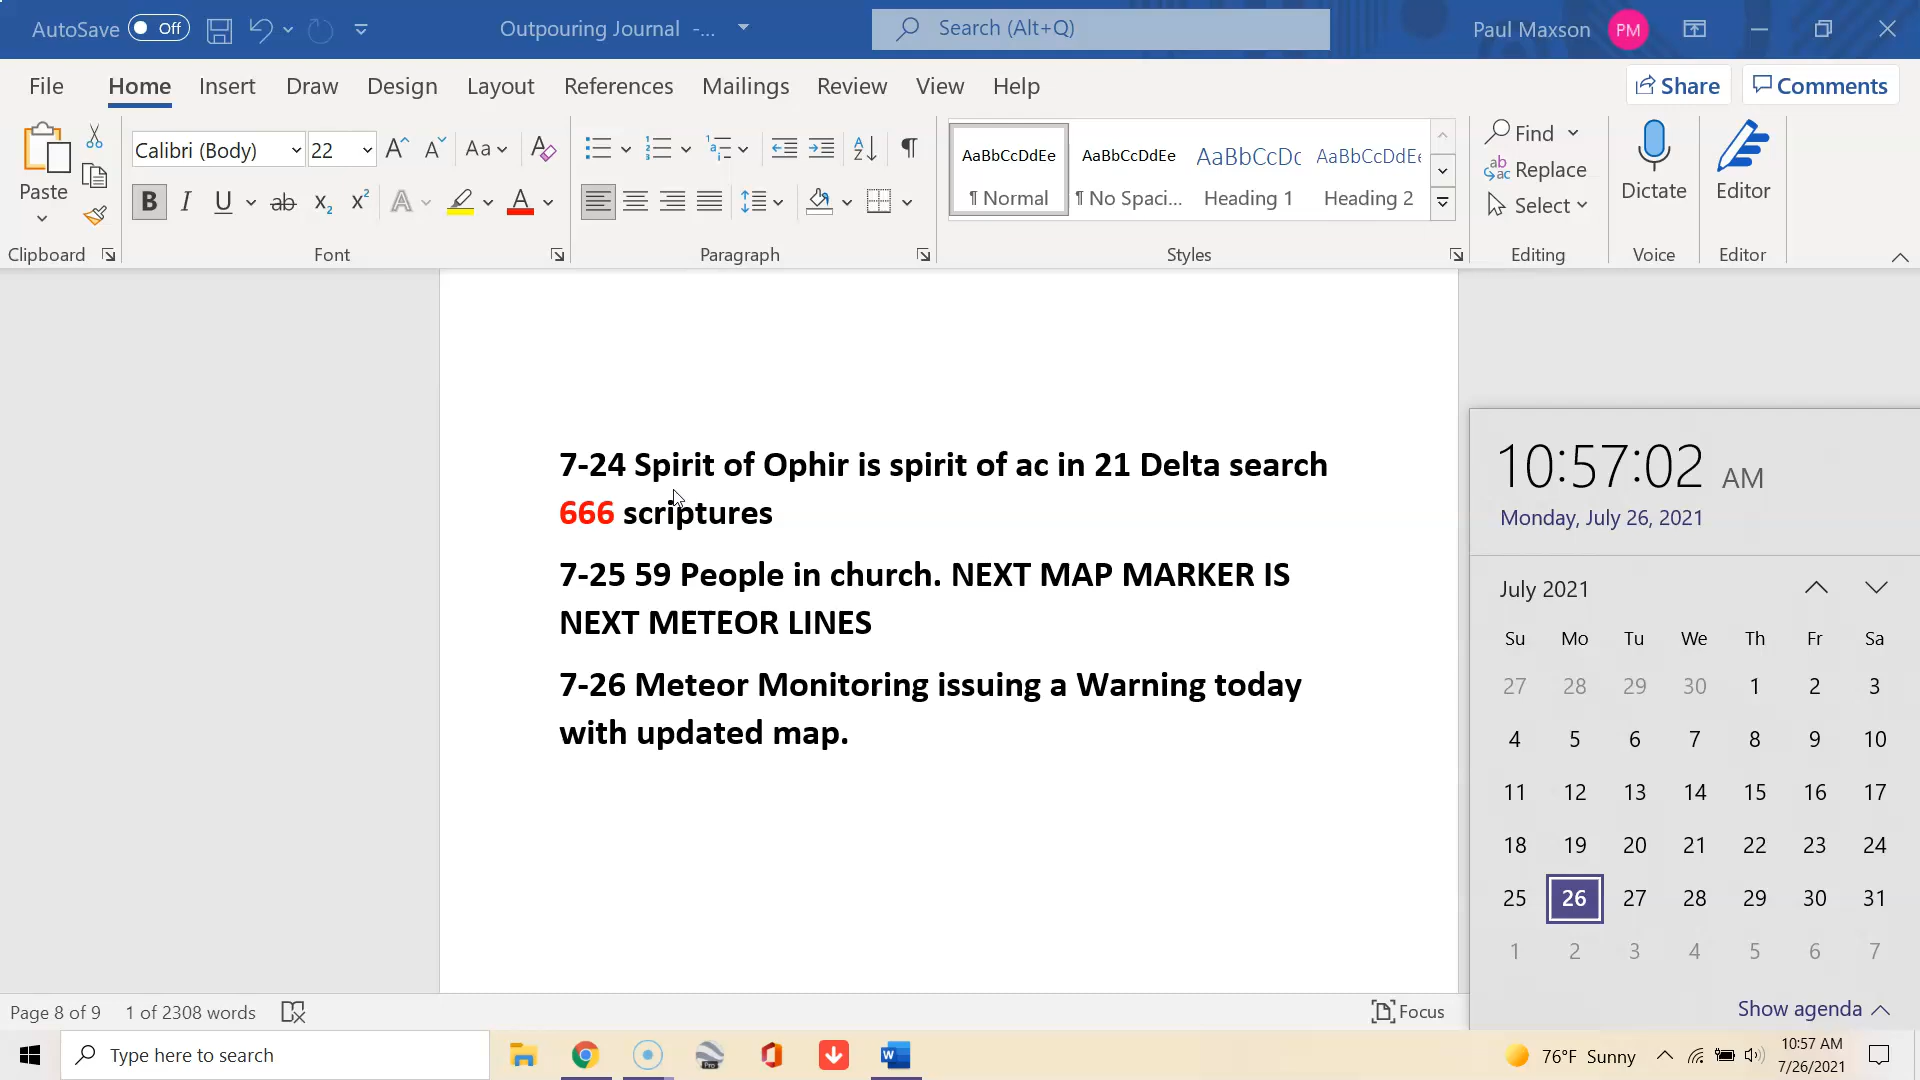 AutoSave Off Outpouring Journal -... Search (Alt+Q) Paul Maxson PM
File Home Insert Draw Design Layout References Mailings Review View Help Share Comments
Paste Calibri (Body) 22 Aa AaBbCcDdEe AaBbCcDdEe AaBbCcDc AaBbCcDdEe Find Replace Select Dictate Editor
¶ Normal ¶ No Spaci... Heading 1 Heading 2
Clipboard Font Paragraph Styles Editing Voice Editor
7-24 Spirit of Ophir is spirit of ac in 21 Delta search
666 scriptures
7-25 59 People in church. NEXT MAP MARKER IS
NEXT METEOR LINES
7-26 Meteor Monitoring issuing a Warning today
with updated map.
10:57:02 AM
Monday, July 26, 2021
July 2021
Su Mo Tu We Th Fr Sa
27 28 29 30 1 2 3
4 5 6 7 8 9 10
11 12 13 14 15 16 17
18 19 20 21 22 23 24
25 26 27 28 29 30 31
1 2 3 4 5 6 7
Show agenda
Page 8 of 9 1 of 2308 words Focus
Type here to search 76°F Sunny 10:57 AM
7/26/2021